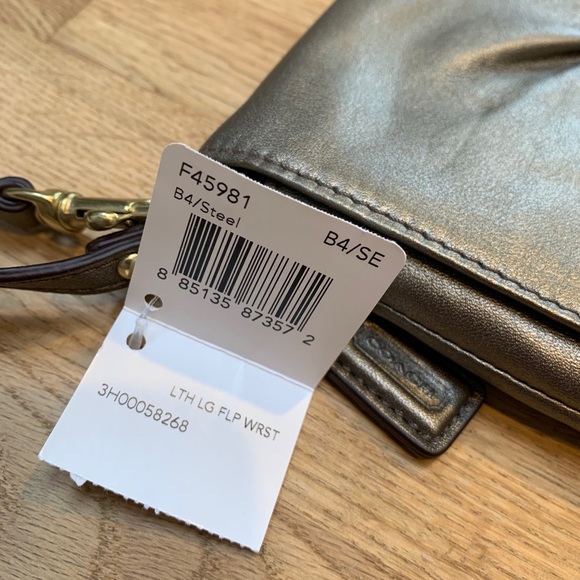 F45981
B4/Steel
B4/SE
8 85135 87357 2
LTH LG FLP WRST
3H00058268
COACH